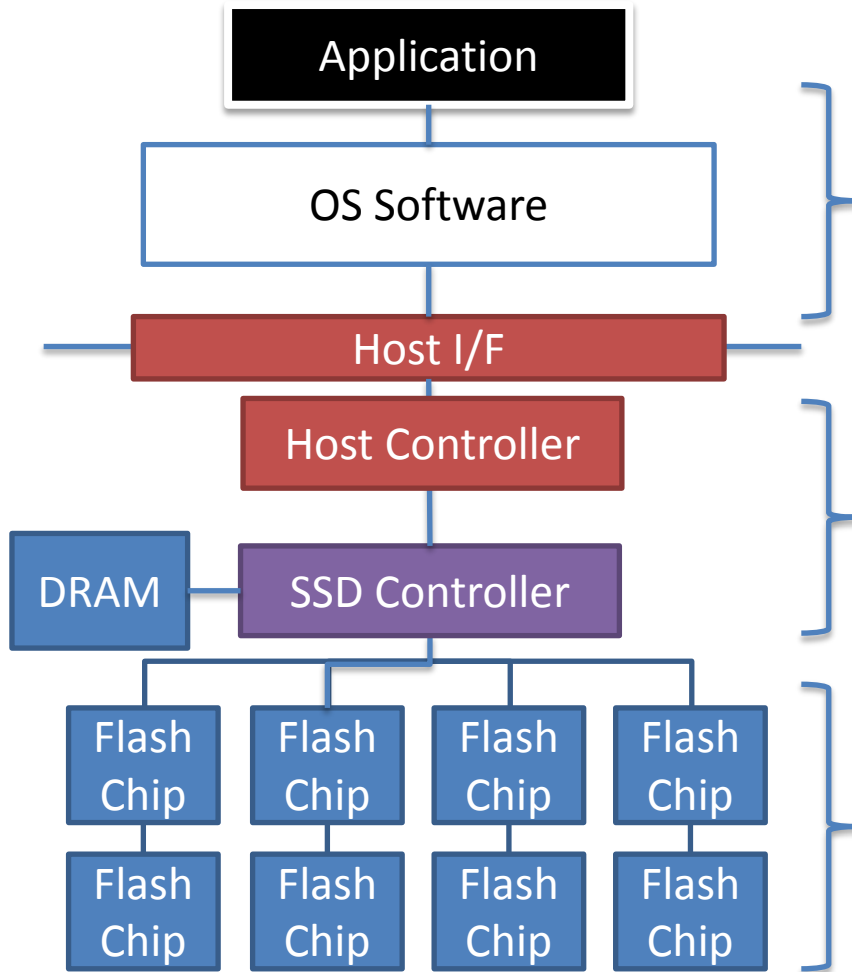 Application
OS Software
Host I/F
Host Controller
DRAM
SSD Controller
Flash
Chip
Flash
Chip
Flash
Chip
Flash
Chip
Flash
Chip
Flash
Chip
Flash
Chip
Flash
Chip